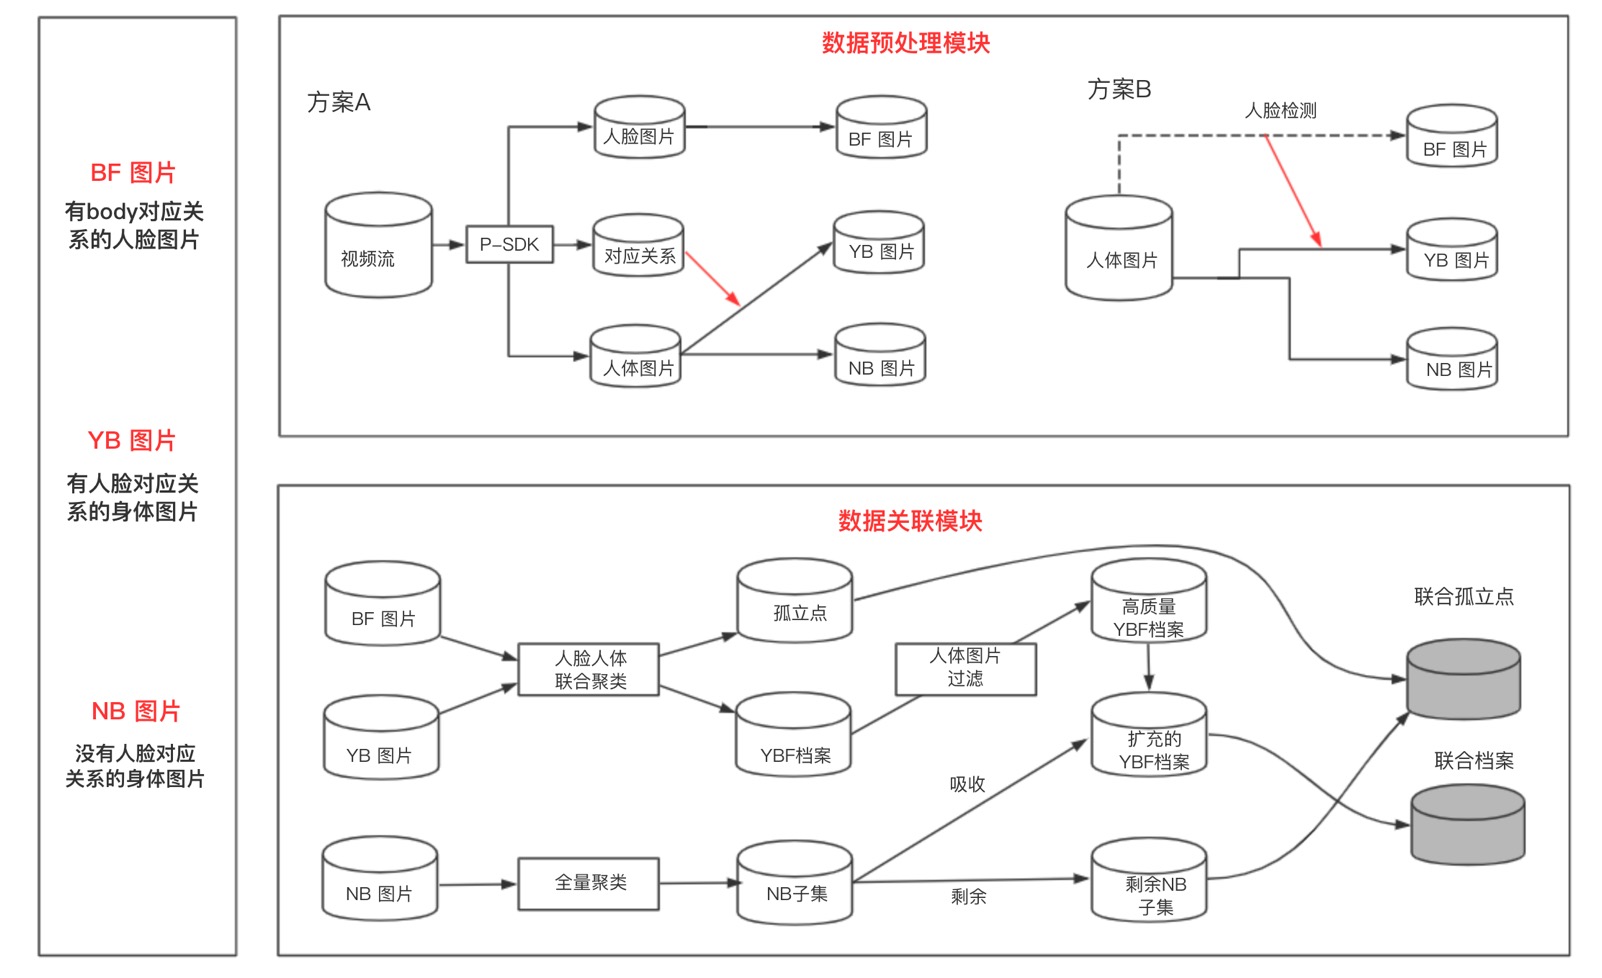 BF 图片
有body对应关
系的人脸图片
YB 图片
有人脸对应关
系的身体图片
NB 图片
没有人脸对应
关系的身体图片
数据预处理模块
方案A
视频流
P-SDK
人脸图片
对应关系
人体图片
BF 图片
YB 图片
NB 图片
方案B
人脸检测
人体图片
BF 图片
YB 图片
NB 图片
数据关联模块
BF 图片
YB 图片
人脸人体
联合聚类
孤立点
YBF档案
人体图片
过滤
高质量
YBF档案
扩充的
YBF档案
NB 图片
全量聚类
NB子集
吸收
剩余
剩余NB
子集
联合孤立点
联合档案